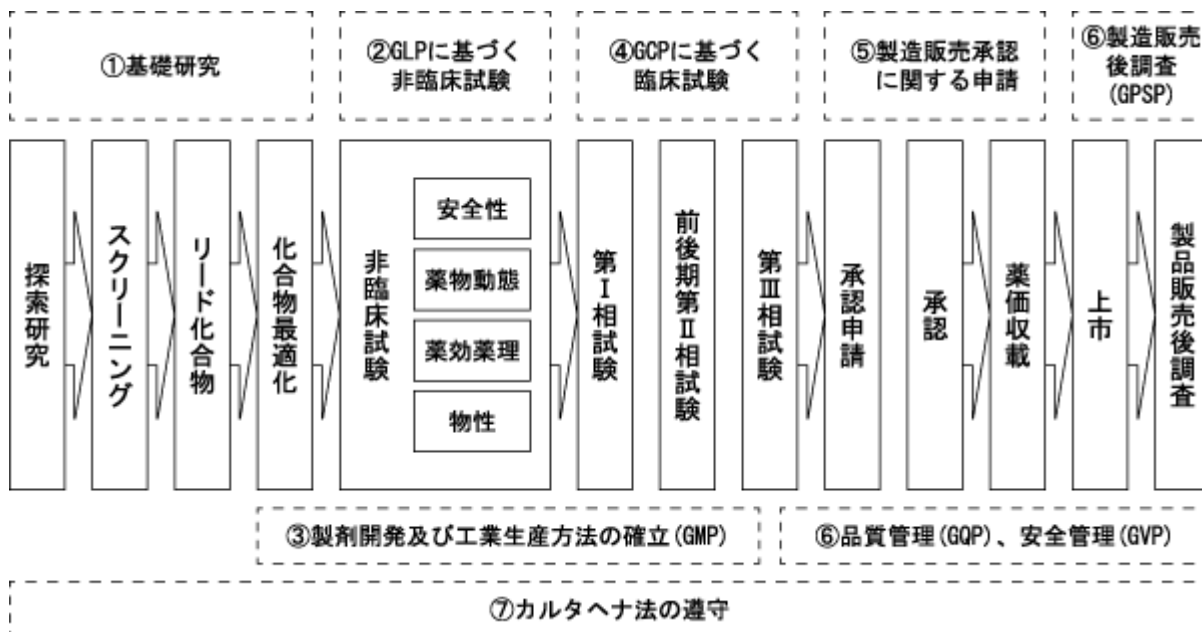 ①基礎研究
②GLPに基づく
非臨床試験
④GCPに基づく
臨床試験
⑤製造販売承認
に関する申請
⑥製造販売
後調査
(GPSP)
探索研究
スクリーニング
リード化合物
化合物最適化
非臨床試験
安全性
薬物動態
薬効薬理
物性
第Ⅰ相試験
前後期第Ⅱ相試験
第Ⅲ相試験
承認申請
承認
薬価収載
上市
製品販売後調査
③製剤開発及び工業生産方法の確立(GMP)
⑥品質管理(GQP)、安全管理(GVP)
⑦カルタヘナ法の遵守